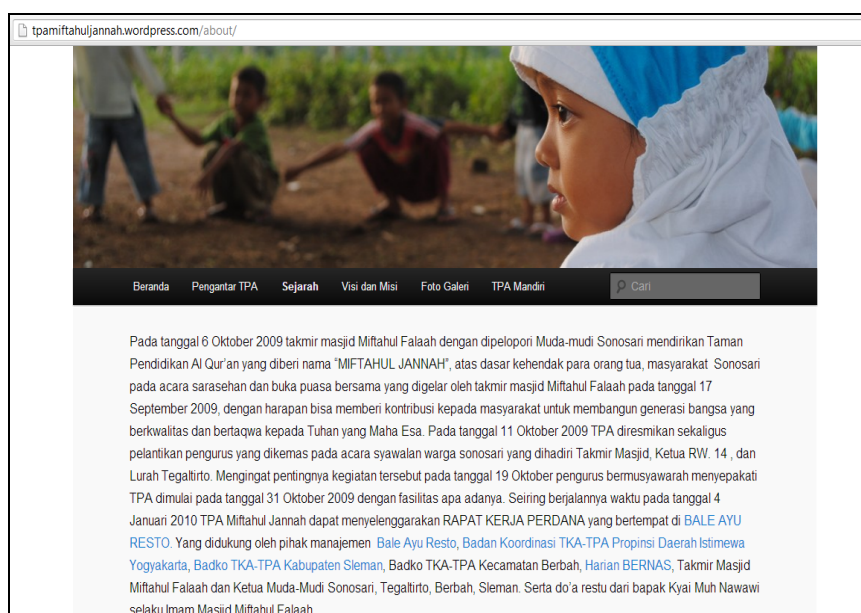 tpamiftahuljannah.wordpress.com/about/
Beranda Pengantar TPA Sejarah Visi dan Misi Foto Galeri TPA Mandiri Cari
Pada tanggal 6 Oktober 2009 takmir masjid Miftahul Falaah dengan dipelopori Muda-mudi Sonosari mendirikan Taman
Pendidikan Al Qur'an yang diberi nama “MIFTAHUL JANNAH”, atas dasar kehendak para orang tua, masyarakat Sonosari
pada acara sarasehan dan buka puasa bersama yang digelar oleh takmir masjid Miftahul Falaah pada tanggal 17
September 2009, dengan harapan bisa memberi kontribusi kepada masyarakat untuk membangun generasi bangsa yang
berkwalitas dan bertaqwa kepada Tuhan yang Maha Esa. Pada tanggal 11 Oktober 2009 TPA diresmikan sekaligus
pelantikan pengurus yang dikemas pada acara syawalan warga sonosari yang dihadiri Takmir Masjid, Ketua RW. 14 , dan
Lurah Tegaltirto. Mengingat pentingnya kegiatan tersebut pada tanggal 19 Oktober pengurus bermusyawarah menyepakati
TPA dimulai pada tanggal 31 Oktober 2009 dengan fasilitas apa adanya. Seiring berjalannya waktu pada tanggal 4
Januari 2010 TPA Miftahul Jannah dapat menyelenggarakan RAPAT KERJA PERDANA yang bertempat di BALE AYU
RESTO. Yang didukung oleh pihak manajemen Bale Ayu Resto, Badan Koordinasi TKA-TPA Propinsi Daerah Istimewa
Yogyakarta, Badko TKA-TPA Kabupaten Sleman, Badko TKA-TPA Kecamatan Berbah, Harian BERNAS, Takmir Masjid
Miftahul Falaah dan Ketua Muda-Mudi Sonosari, Tegaltirto, Berbah, Sleman. Serta do'a restu dari bapak Kyai Muh Nawawi
selaku Imam Masjid Miftahul Falaah